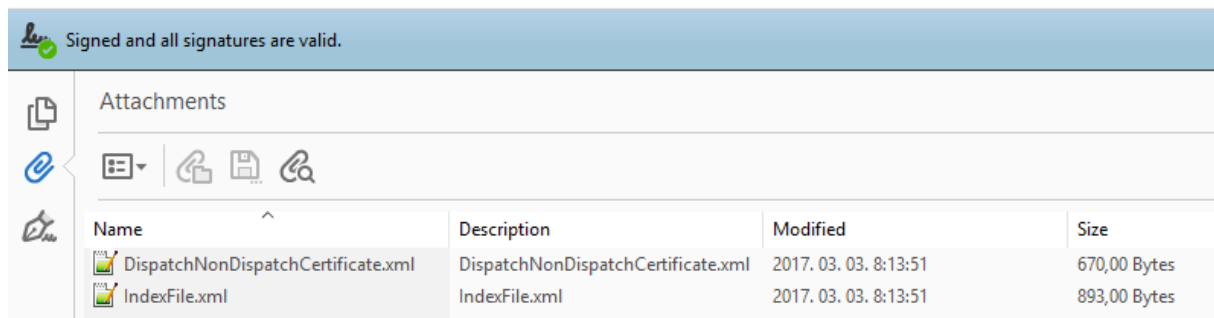 Signed and all signatures are valid.
Attachments
Name Description Modified Size
DispatchNonDispatchCertificate.xml DispatchNonDispatchCertificate.xml 2017. 03. 03. 8:13:51 670,00 Bytes
IndexFile.xml IndexFile.xml 2017. 03. 03. 8:13:51 893,00 Bytes